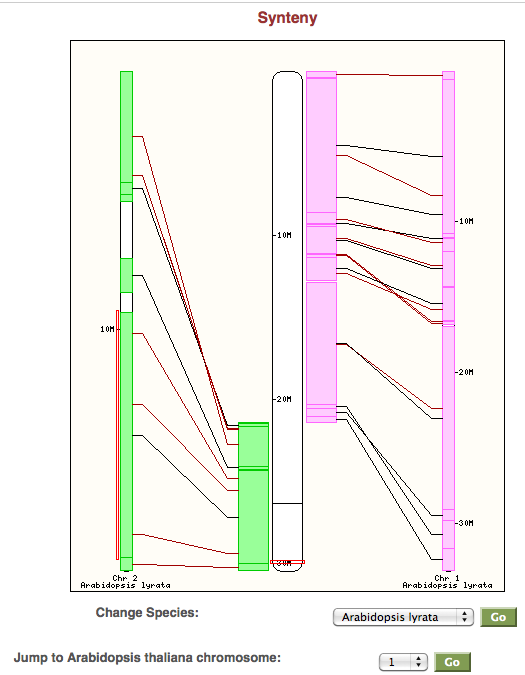 Synteny
10M
10M
10M
20M
20M
30M
30M
Chr 2
Arabidopsis lyrata
Chr 1
Arabidopsis lyrata
Change Species:
Arabidopsis lyrata
Go
Jump to Arabidopsis thaliana chromosome:
1
Go